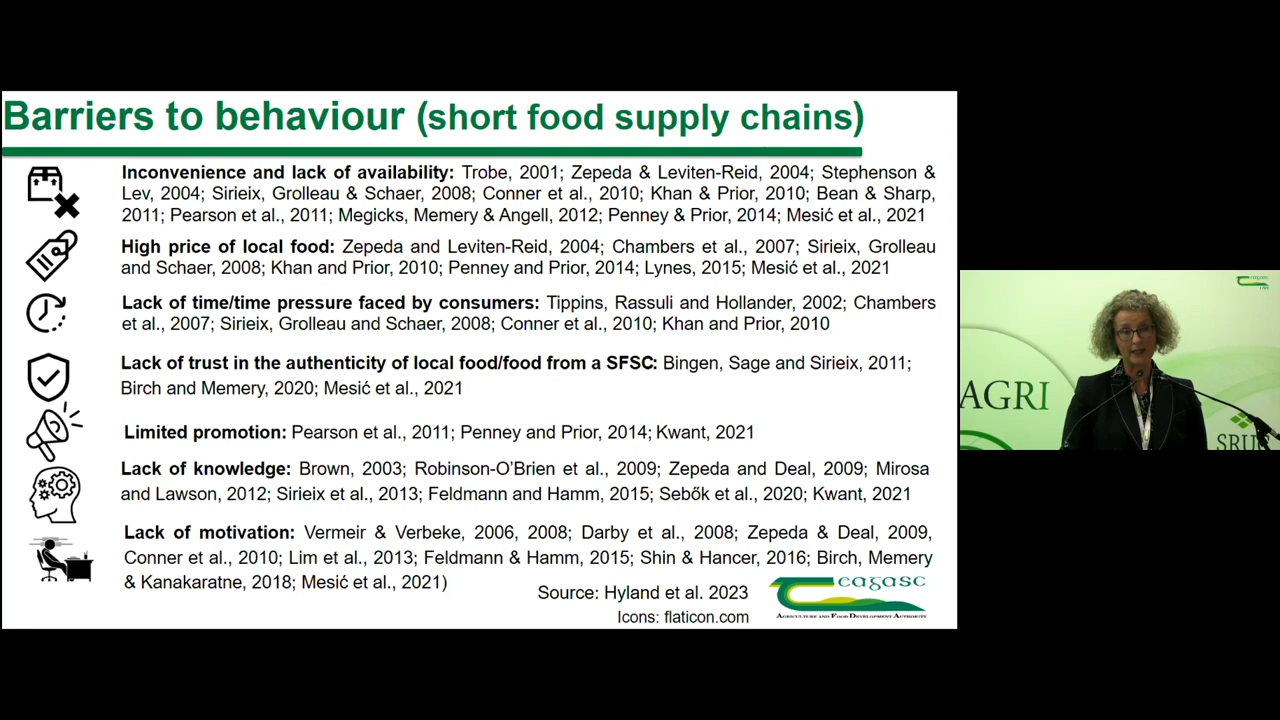 Barriers to behaviour (short food supply chains)
Inconvenience and lack of availability: Trobe, 2001; Zepeda & Leviten-Reid, 2004; Stephenson &
Lev, 2004; Sirieix, Grolleau & Schaer, 2008; Conner et al., 2010; Khan & Prior, 2010; Bean & Sharp,
2011; Pearson et al., 2011; Megicks, Memery & Angell, 2012; Penney & Prior, 2014; Mesić et al., 2021
High price of local food: Zepeda and Leviten-Reid, 2004; Chambers et al., 2007; Sirieix, Grolleau
and Schaer, 2008; Khan and Prior, 2010; Penney and Prior, 2014; Lynes, 2015; Mesić et al., 2021
Lack of time/time pressure faced by consumers: Tippins, Rassuli and Hollander, 2002; Chambers
et al., 2007; Sirieix, Grolleau and Schaer, 2008; Conner et al., 2010; Khan and Prior, 2010
Lack of trust in the authenticity of local food/food from a SFSC: Bingen, Sage and Sirieix, 2011;
Birch and Memery, 2020; Mesić et al., 2021
Limited promotion: Pearson et al., 2011; Penney and Prior, 2014; Kwant, 2021
Lack of knowledge: Brown, 2003; Robinson-O’Brien et al., 2009; Zepeda and Deal, 2009; Mirosa
and Lawson, 2012; Sirieix et al., 2013; Feldmann and Hamm, 2015; Sebők et al., 2020; Kwant, 2021
Lack of motivation: Vermeir & Verbeke, 2006, 2008; Darby et al., 2008; Zepeda & Deal, 2009,
Conner et al., 2010; Lim et al., 2013; Feldmann & Hamm, 2015; Shin & Hancer, 2016; Birch, Memery
& Kanakaratne, 2018; Mesić et al., 2021)
Source: Hyland et al. 2023
Icons: flaticon.com
eagasc
AGRICULTURE AND FOOD DEVELOPMENT AUTHORITY
AGRI
SRUC